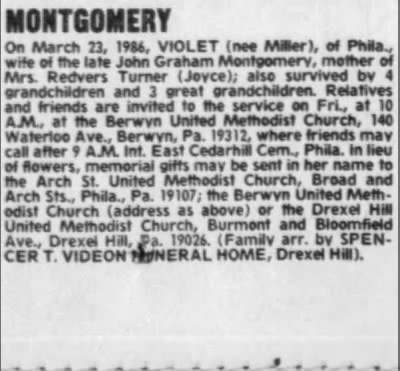 MONTGOMERY
On March 23, 1986, VIOLET (nee Miller), of Phila.,
wife of the late John Graham Montgomery, mother of
Mrs. Redvers Turner (Joyce); also survived by 4
grandchildren and 3 great grandchildren. Relatives
and friends are invited to the service on Fri., at 10
A.M., at the Berwyn United Methodist Church, 140
Waterloo Ave., Berwyn, Pa. 19312, where friends may
call after 9 A.M. Int. East Cedarhill Cem., Phila. In lieu
of flowers, memorial gifts may be sent in her name to
the Arch St. United Methodist Church, Broad and
Arch Sts., Phila., Pa. 19107; the Berwyn United Meth-
odist Church (address as above) or the Drexel Hill
United Methodist Church, Burmont and Bloomfield
Ave., Drexel Hill, Pa. 19026. (Family arr. by SPEN-
CER T. VIDEON FUNERAL HOME, Drexel Hill).